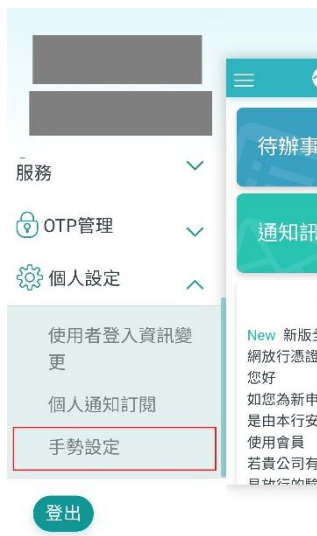 服務
OTP管理
個人設定
使用者登入資訊變
更
個人通知訂閱
手勢設定
登出
待辦事
通知訊
New 新版全
網放行憑證
您好
如您為新申
是由本行安
使用會員
若貴公司有